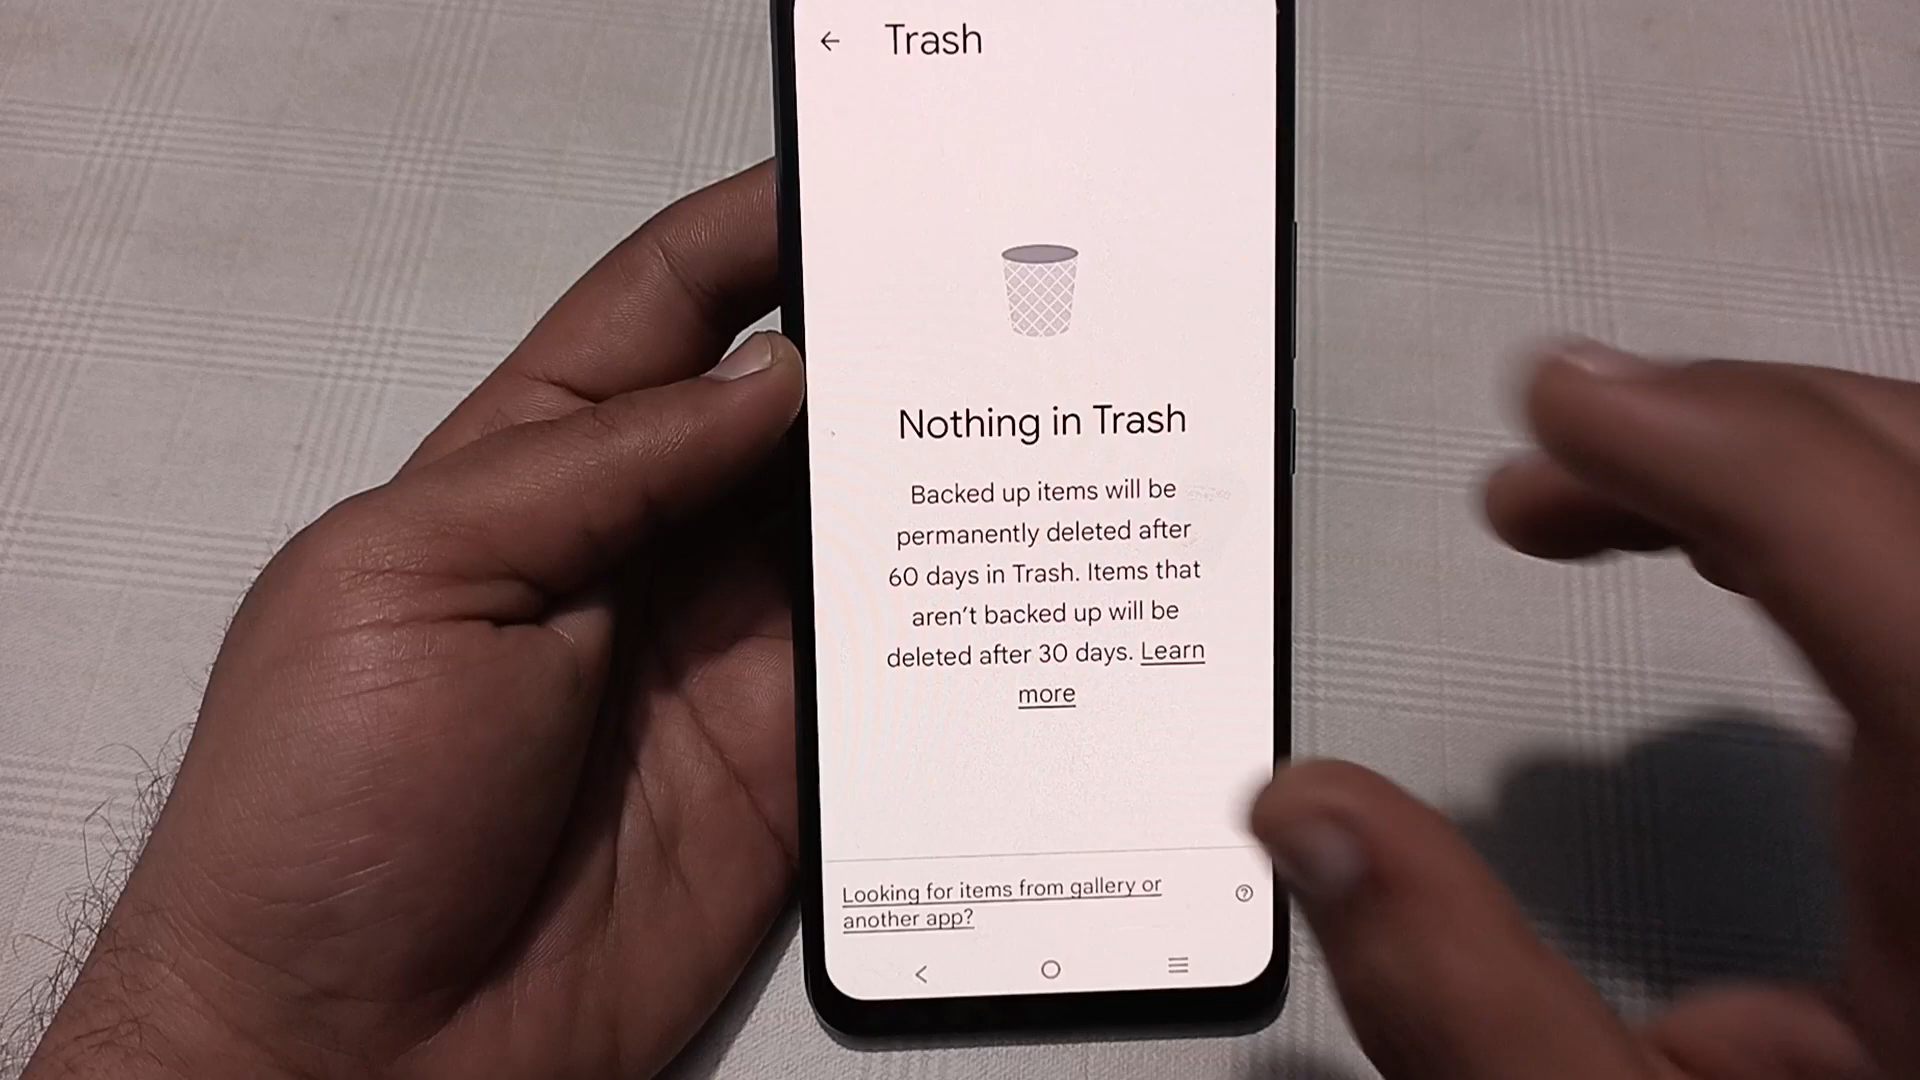 Trash
Nothing in Trash
Backed up items will be
permanently deleted after
60 days in Trash. Items that
aren’t backed up will be
deleted after 30 days. Learn
more
Looking for items from gallery or
another app?